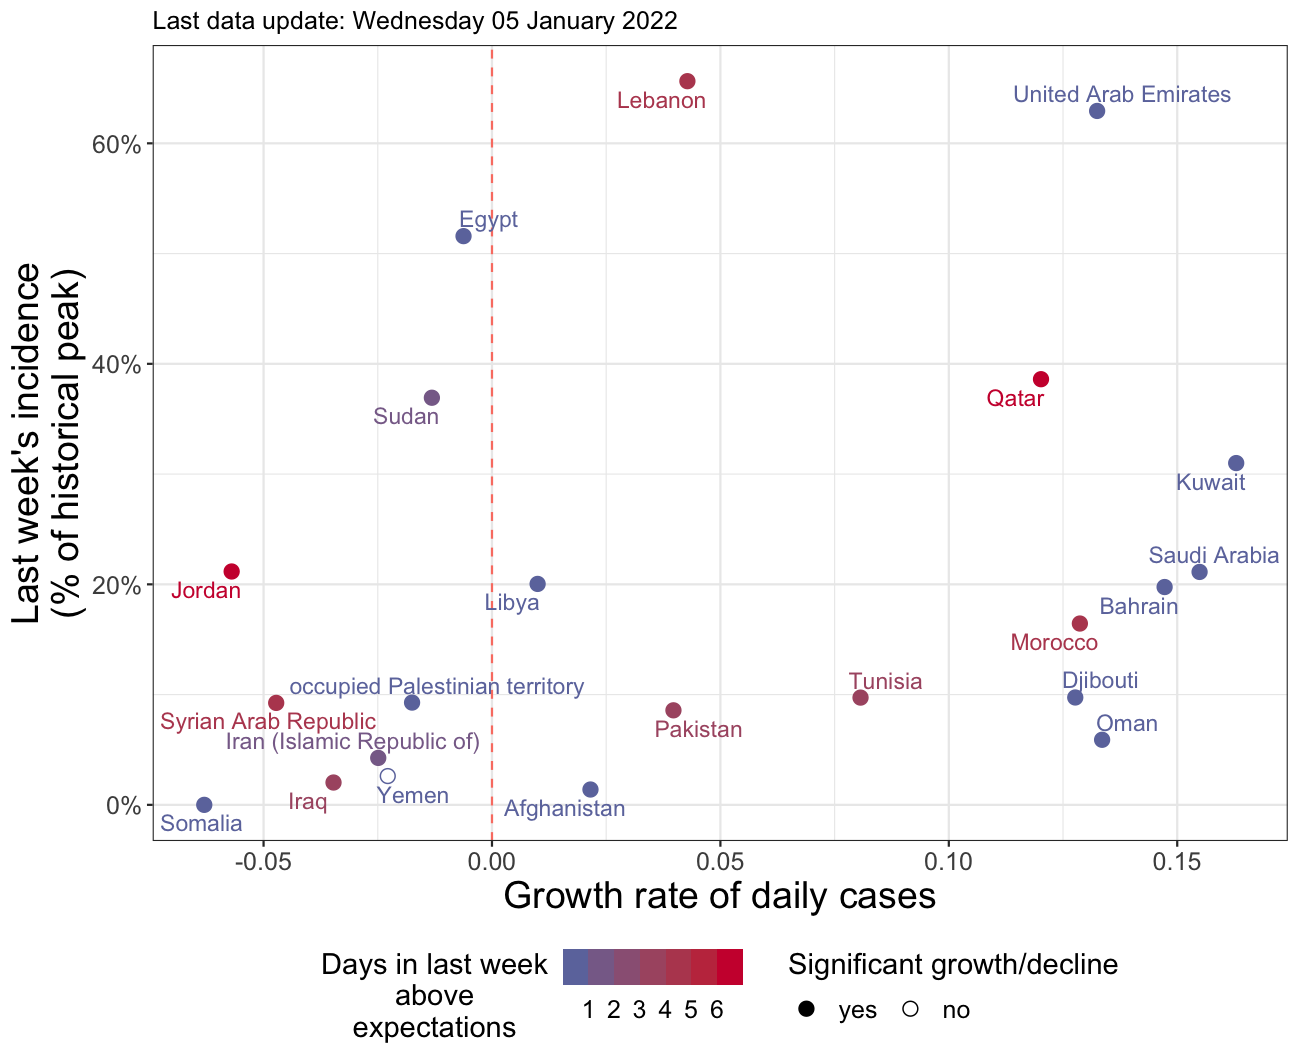 Last data update: Wednesday 05 January 2022
Lebanon
United Arab Emirates
60%
Egypt
Last week's incidence
(% of historical peak)
40%
Qatar
Sudan
Kuwait
Saudi Arabia
Jordan
20%
Libya
Bahrain
Morocco
occupied Palestinian territory
Tunisia
Djibouti
Syrian Arab Republic
Pakistan
Oman
Iran (Islamic Republic of)
Iraq
Yemen
Afghanistan
0%
Somalia
-0.05 0.00 0.05 0.10 0.15
Growth rate of daily cases
Days in last week
above
expectations
1 2 3 4 5 6
Significant growth/decline
yes no